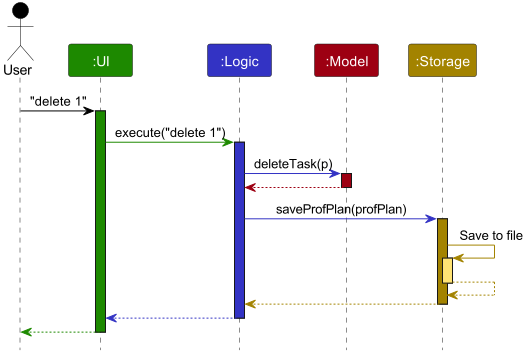 User
:UI
:Logic
:Model
:Storage
"delete 1"
execute("delete 1")
deleteTask(p)
saveProfPlan(profPlan)
Save to file